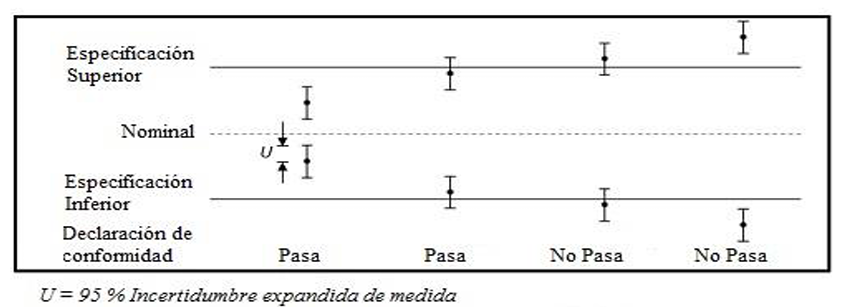 Especificación
Superior
Nominal
U
Especificación
Inferior
Declaración de
conformidad
Pasa Pasa No Pasa No Pasa
U = 95 % Incertidumbre expandida de medida